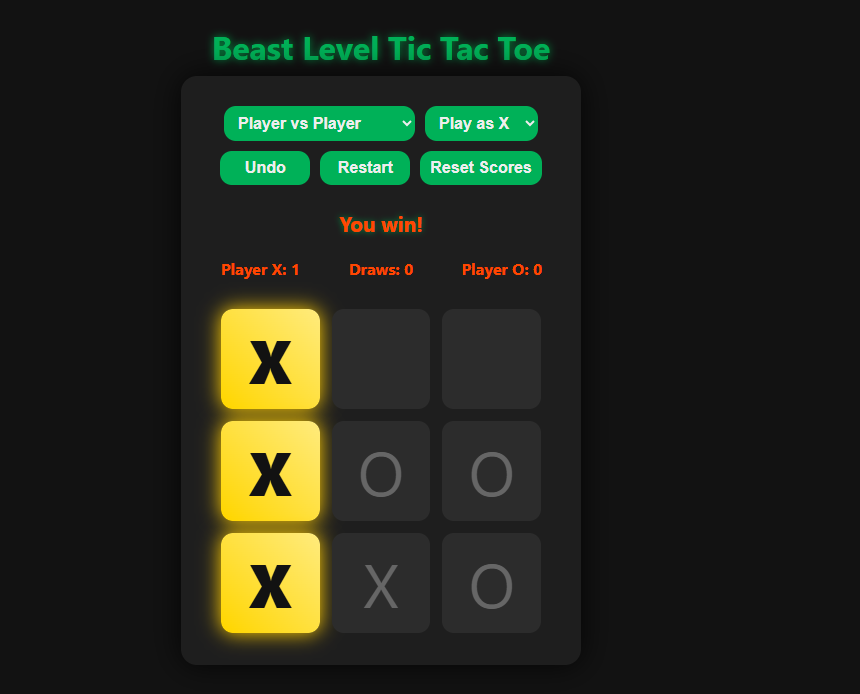 Beast Level Tic Tac Toe
Player vs Player Play as X
Undo Restart Reset Scores
You win!
Player X: 1 Draws: 0 Player O: 0
X
X O O
X X O